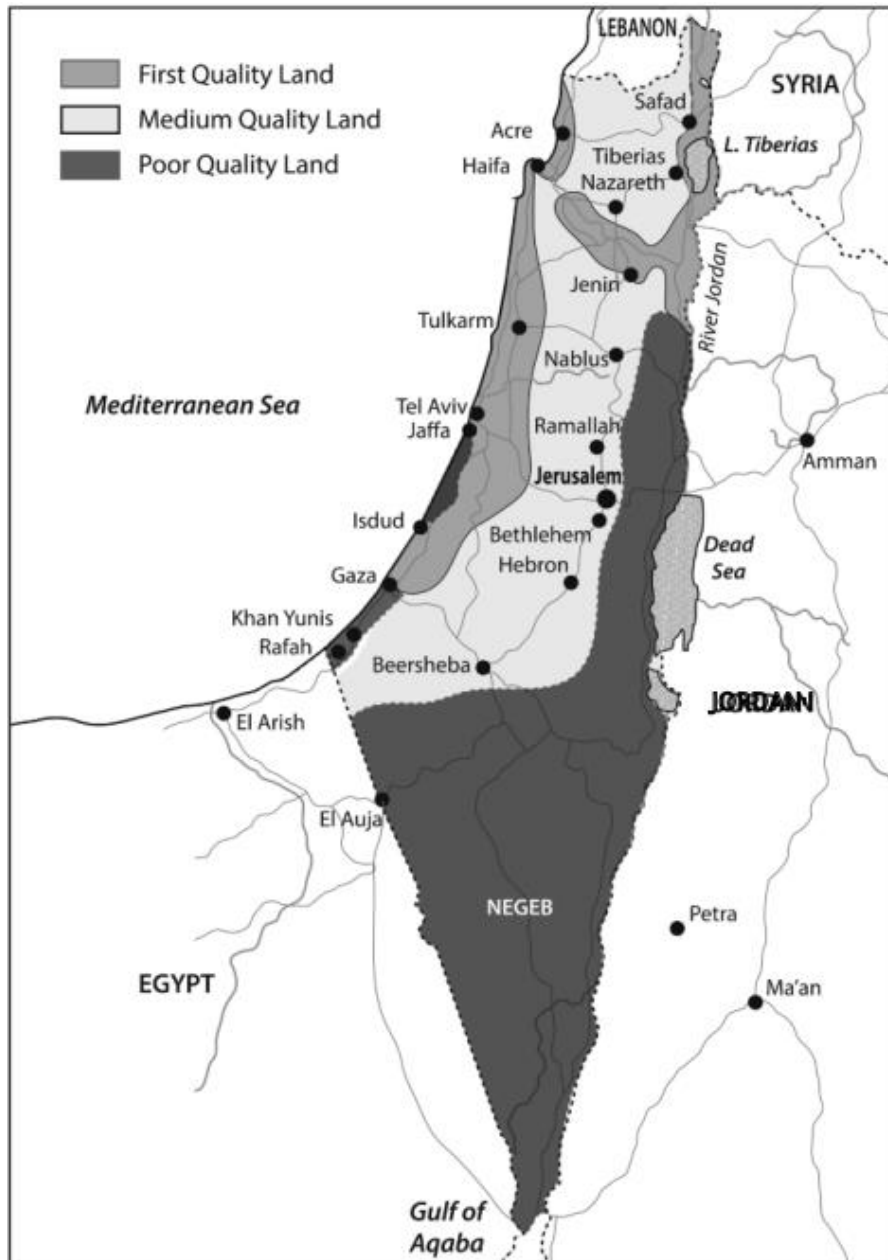 First Quality Land
Medium Quality Land
Poor Quality Land
LEBANON
SYRIA
Safad
Acre
L. Tiberias
Haifa
Tiberias
Nazareth
Jenin
River Jordan
Tulkarm
Nablus
Mediterranean Sea
Tel Aviv
Jaffa
Ramallah
Amman
Jerusalem
Isdud
Bethlehem
Dead
Sea
Hebron
Gaza
Khan Yunis
Rafah
Beersheba
JORDAN
El Arish
El Auja
NEGEB
Petra
EGYPT
Ma'an
Gulf of
Aqaba